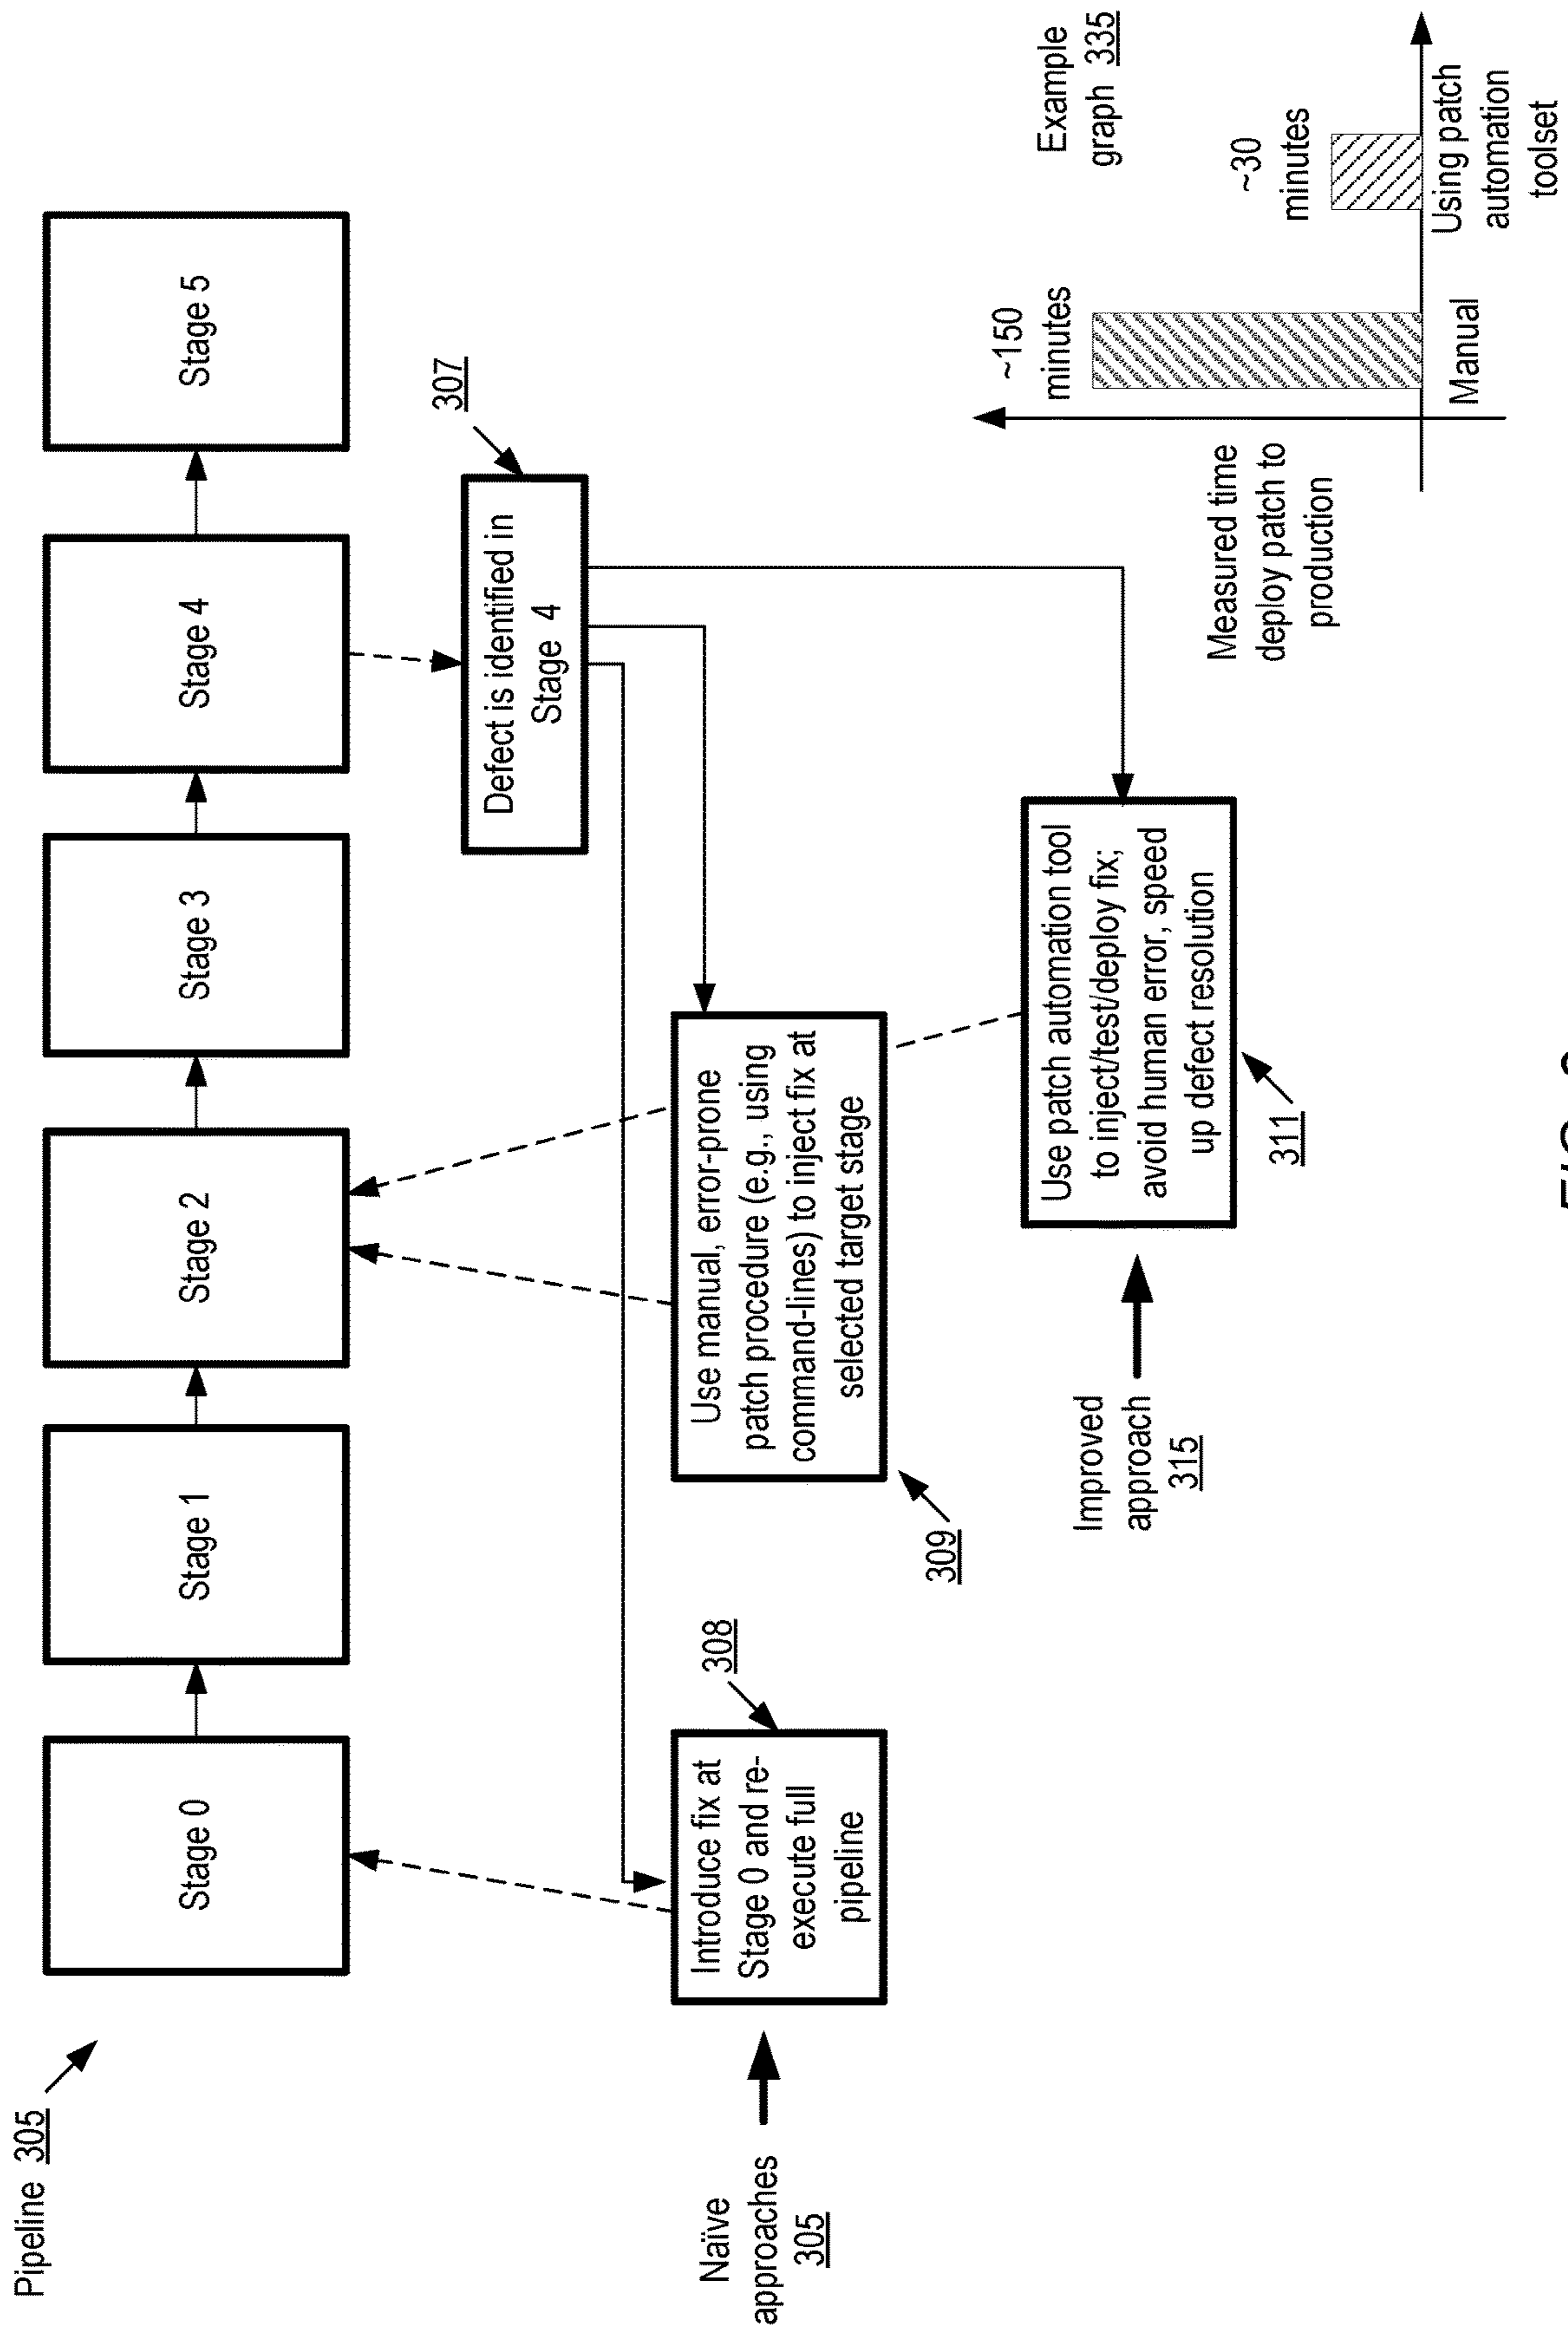 Pipeline 305
Stage 0
Stage 1
Stage 2
Stage 3
Stage 4
Stage 5
307
Defect is identified in
Stage 4
Naïve
approaches
305
Introduce fix at
Stage 0 and re-
execute full
pipeline
308
Use manual, error-prone
patch procedure (e.g., using
command-lines) to inject fix at
selected target stage
309
Improved
approach
315
Use patch automation tool
to inject/test/deploy fix;
avoid human error, speed
up defect resolution
311
Example
graph 335
Measured time
deploy patch to
production
~150
minutes
~30
minutes
Manual
Using patch
automation
toolset
FIG.